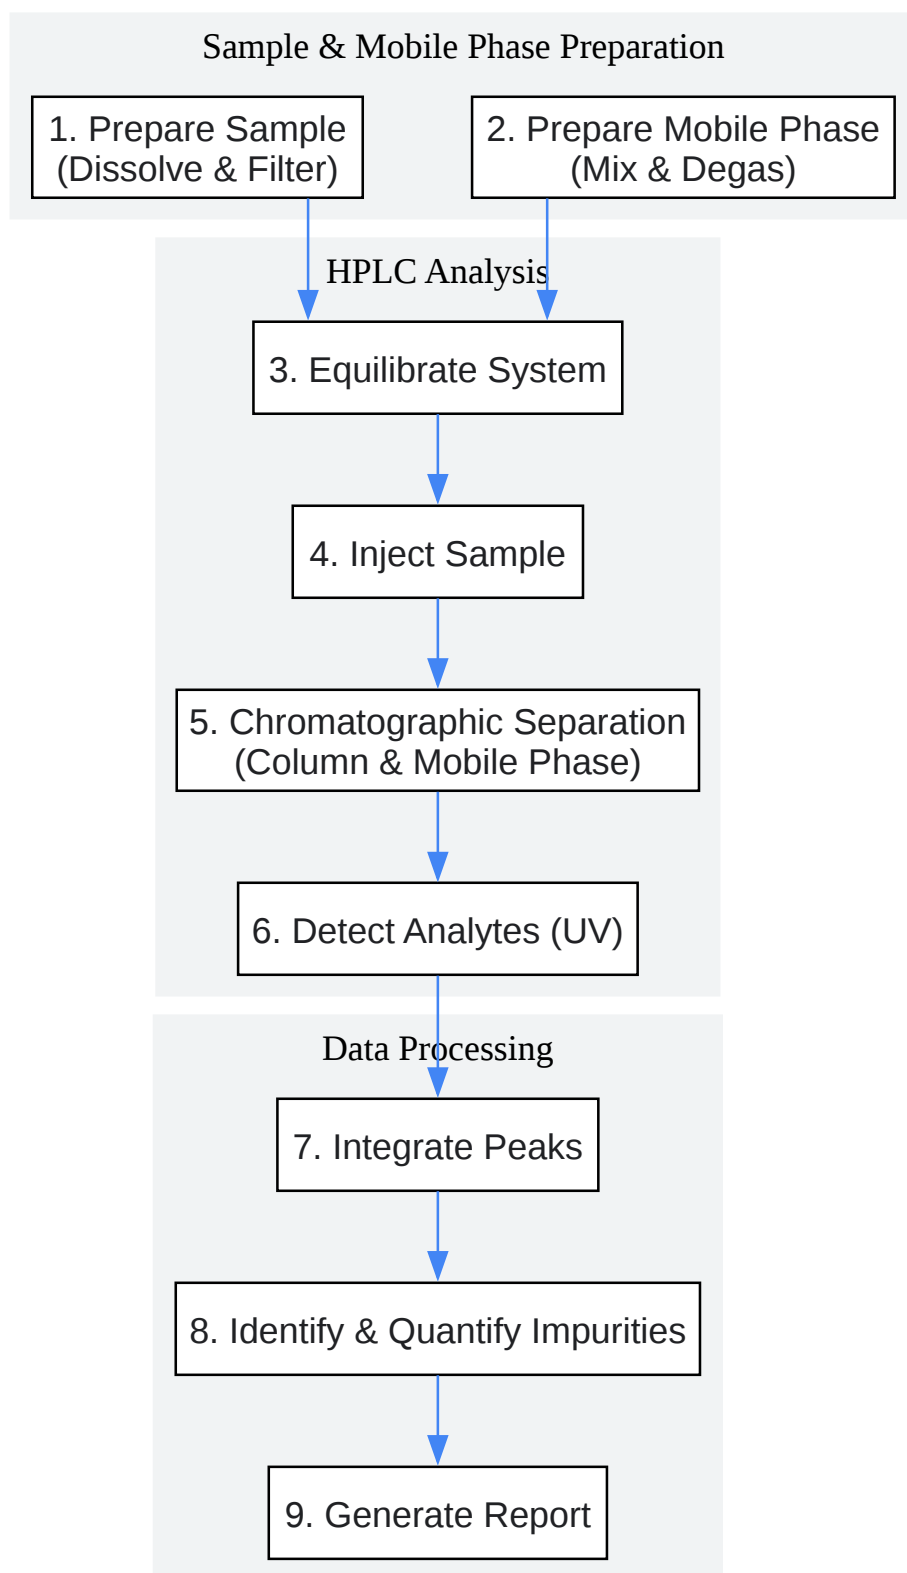 Sample & Mobile Phase Preparation
1. Prepare Sample
(Dissolve & Filter)
2. Prepare Mobile Phase
(Mix & Degas)
HPLC Analysis
3. Equilibrate System
4. Inject Sample
5. Chromatographic Separation
(Column & Mobile Phase)
6. Detect Analytes (UV)
Data Processing
7. Integrate Peaks
8. Identify & Quantify Impurities
9. Generate Report